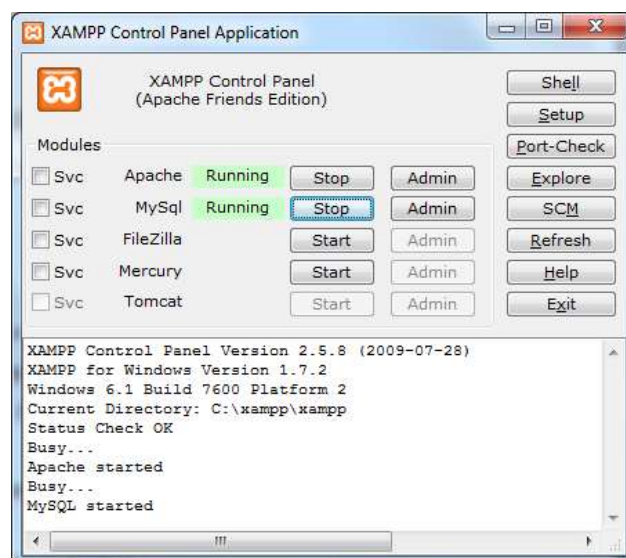 XAMPP Control Panel Application
XAMPP Control Panel
(Apache Friends Edition)
Shell
Setup
Port-Check
Explore
SCM
Refresh
Help
Exit
Modules
Svc Apache Running Stop Admin
Svc MySql Running Stop Admin
Svc FileZilla Start Admin
Svc Mercury Start Admin
Svc Tomcat Start Admin
XAMPP Control Panel Version 2.5.8 (2009-07-28)
XAMPP for Windows Version 1.7.2
Windows 6.1 Build 7600 Platform 2
Current Directory: C:\xampp\xampp
Status Check OK
Busy...
Apache started
Busy...
MySQL started